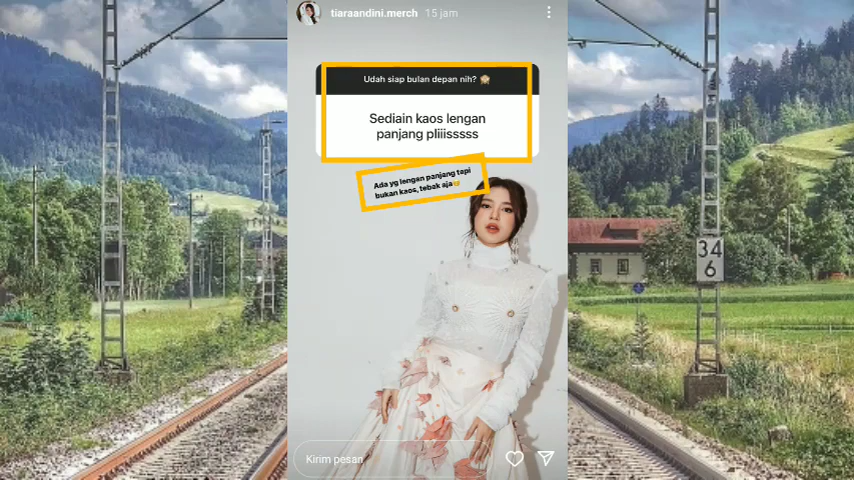 tiaraandini.merch 15 jam
Udah siap bulan depan nih? 🙈
Sediain kaos lengan
panjang pliiisssss
Ada yg lengan panjang tapi
bukan kaos, tebak aja
34
6
Kirim pesan